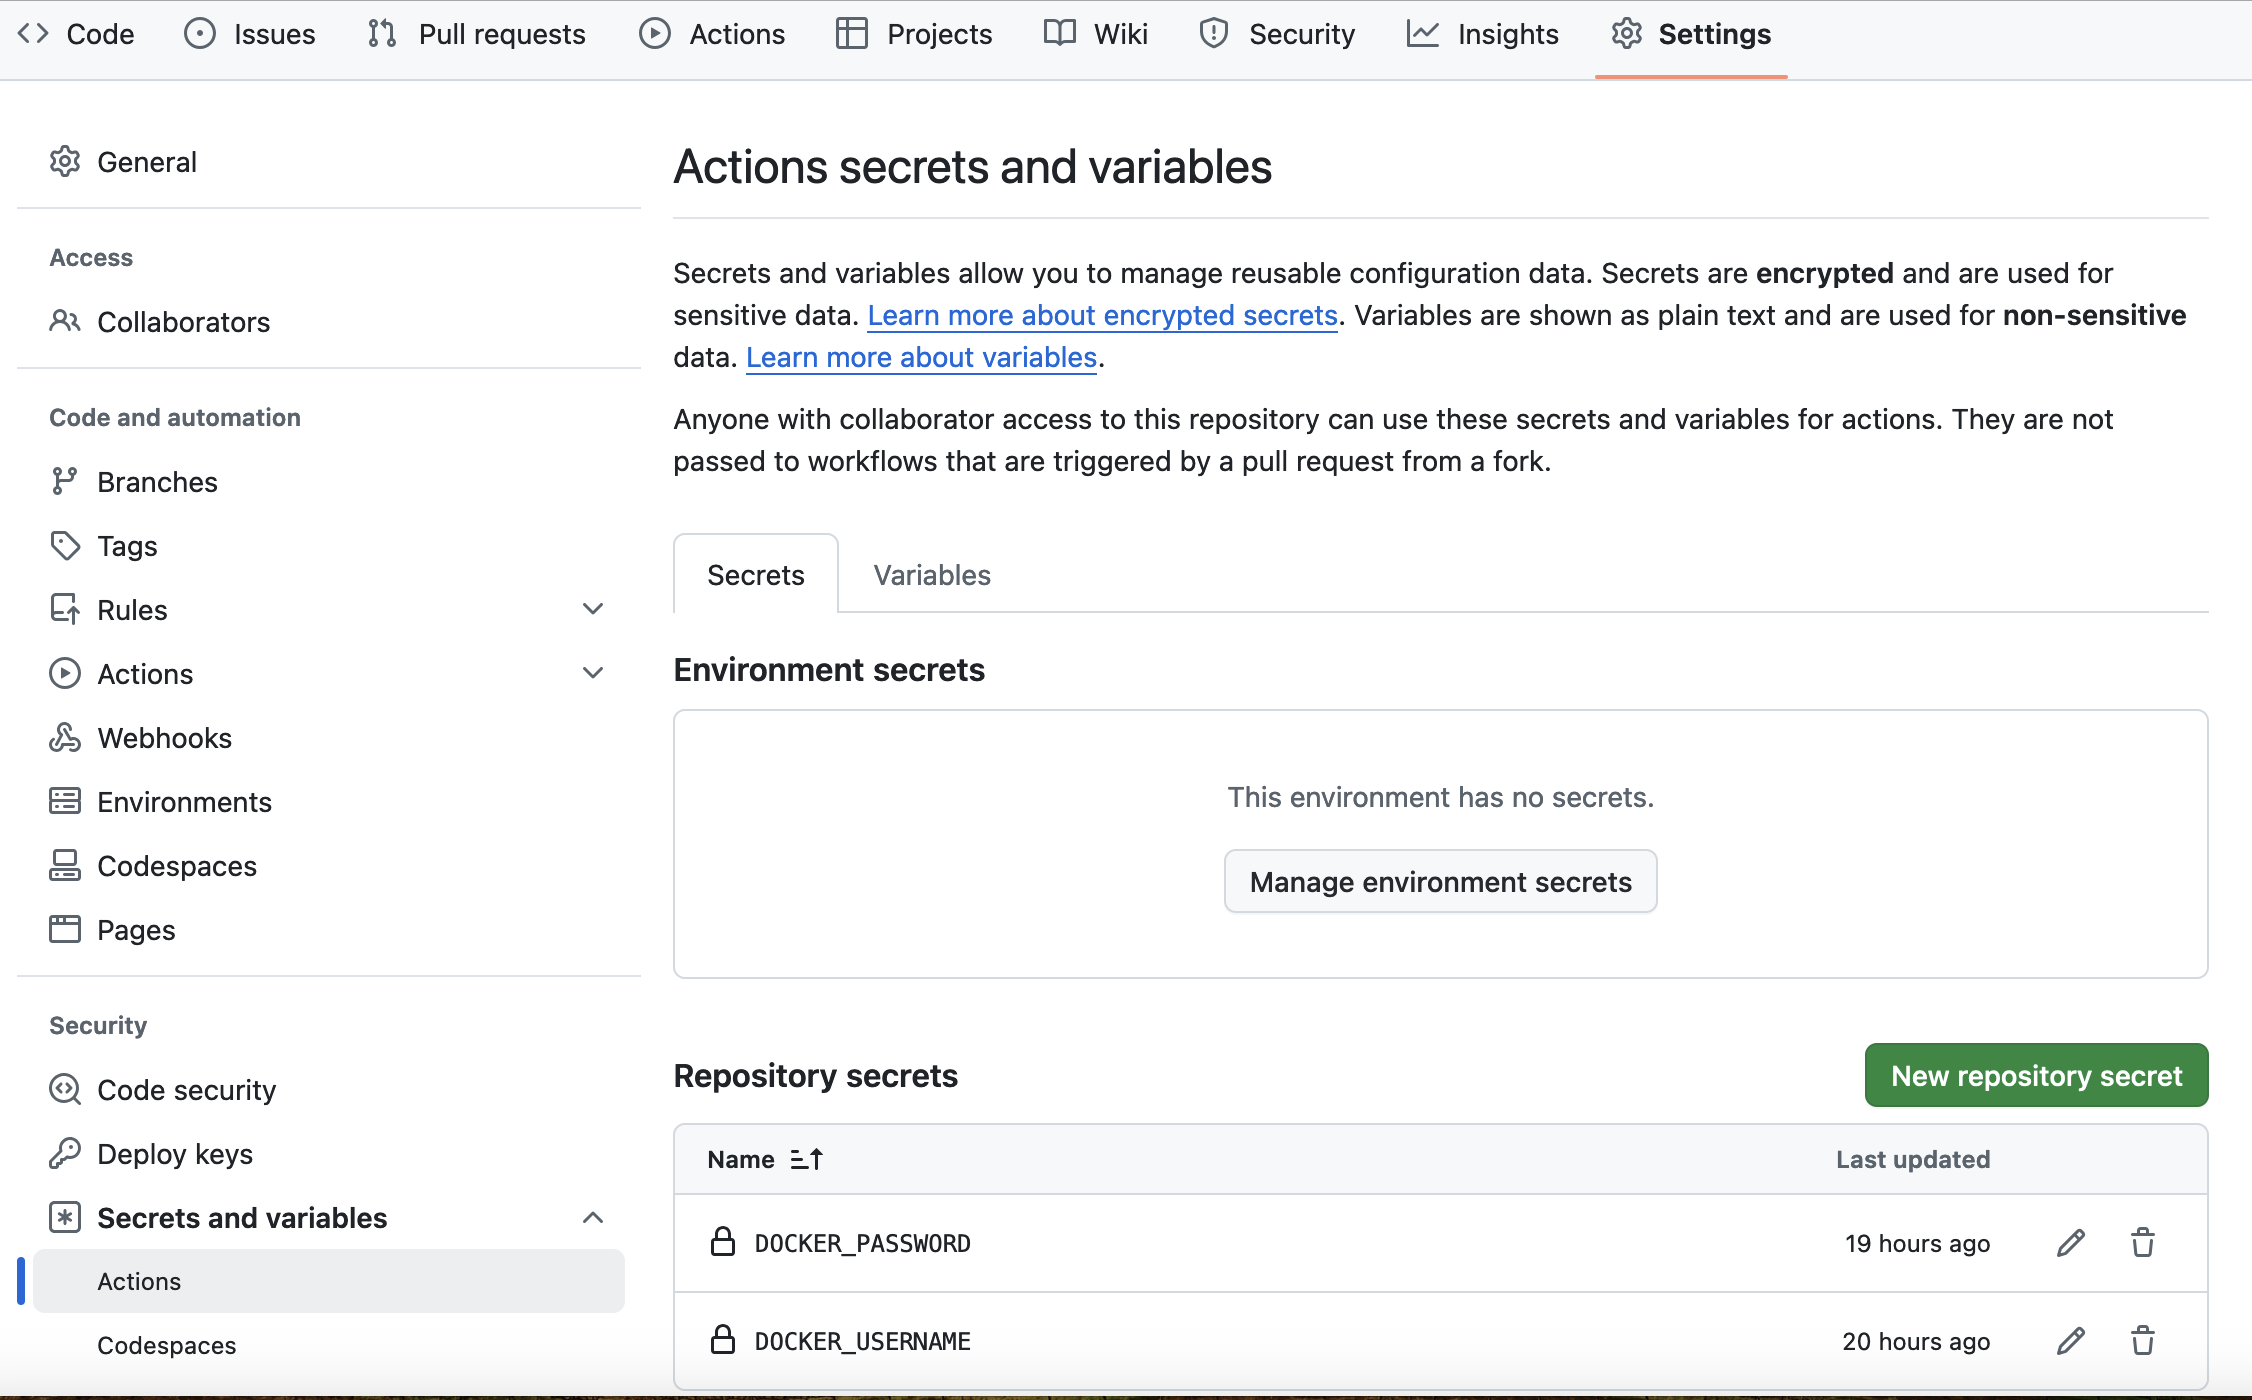 Code Issues Pull requests Actions Projects Wiki Security Insights Settings
General
Access
Collaborators
Code and automation
Branches
Tags
Rules
Actions
Webhooks
Environments
Codespaces
Pages
Security
Code security
Deploy keys
Secrets and variables
Actions
Codespaces
Actions secrets and variables
Secrets and variables allow you to manage reusable configuration data. Secrets are encrypted and are used for
sensitive data. Learn more about encrypted secrets. Variables are shown as plain text and are used for non-sensitive
data. Learn more about variables.
Anyone with collaborator access to this repository can use these secrets and variables for actions. They are not
passed to workflows that are triggered by a pull request from a fork.
Secrets Variables
Environment secrets
This environment has no secrets.
Manage environment secrets
Repository secrets New repository secret
Name Last updated
DOCKER_PASSWORD 19 hours ago
DOCKER_USERNAME 20 hours ago